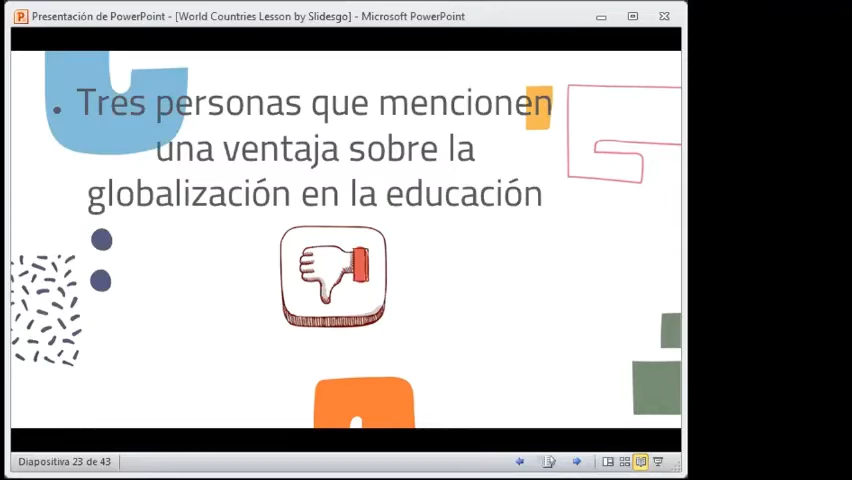 Presentación de PowerPoint - [World Countries Lesson by Slidesgo] - Microsoft PowerPoint
• Tres personas que mencionen
una ventaja sobre la
globalización en la educación
Diapositiva 23 de 43